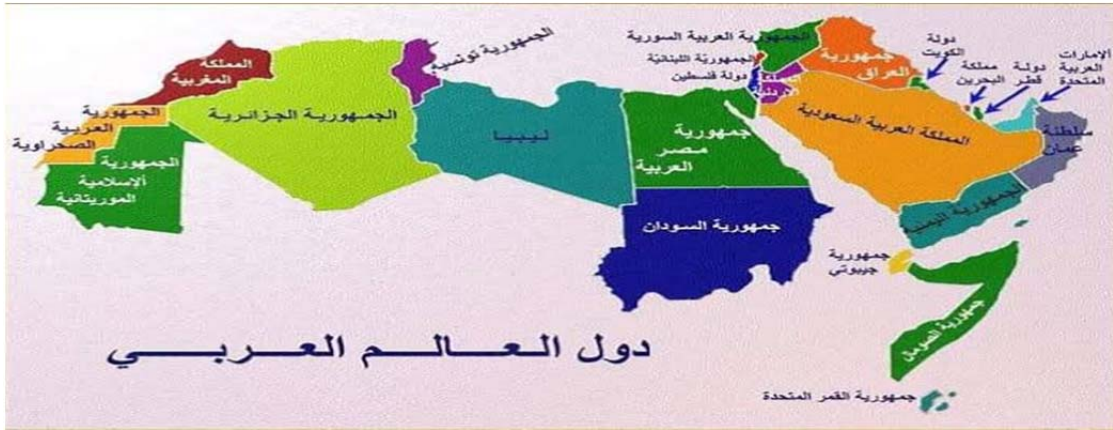 المملكة
المغربية
الجمهورية
العربية
الصحراوية
الجمهورية
ألإسلامية
الموريتانية
الجمهورية الجزائرية
الجمهورية تونسية
ليبيا
جمهورية
مصر
العربية
جمهورية السودان
الجمهورية العربية السورية
الجمهورية اللبنانية
دولة فلسطين
جمهورية
العراق
دولة
الكويت
مملكة
البحرين
دولة
قطر
الإمارات
العربية
المتحدة
المملكة العربية السعودية
سلطنة
عمان
الجمهورية اليمنية
جمهورية
جيبوتي
جمهورية الصومال
جمهورية القمر المتحدة
دول العالم العربي